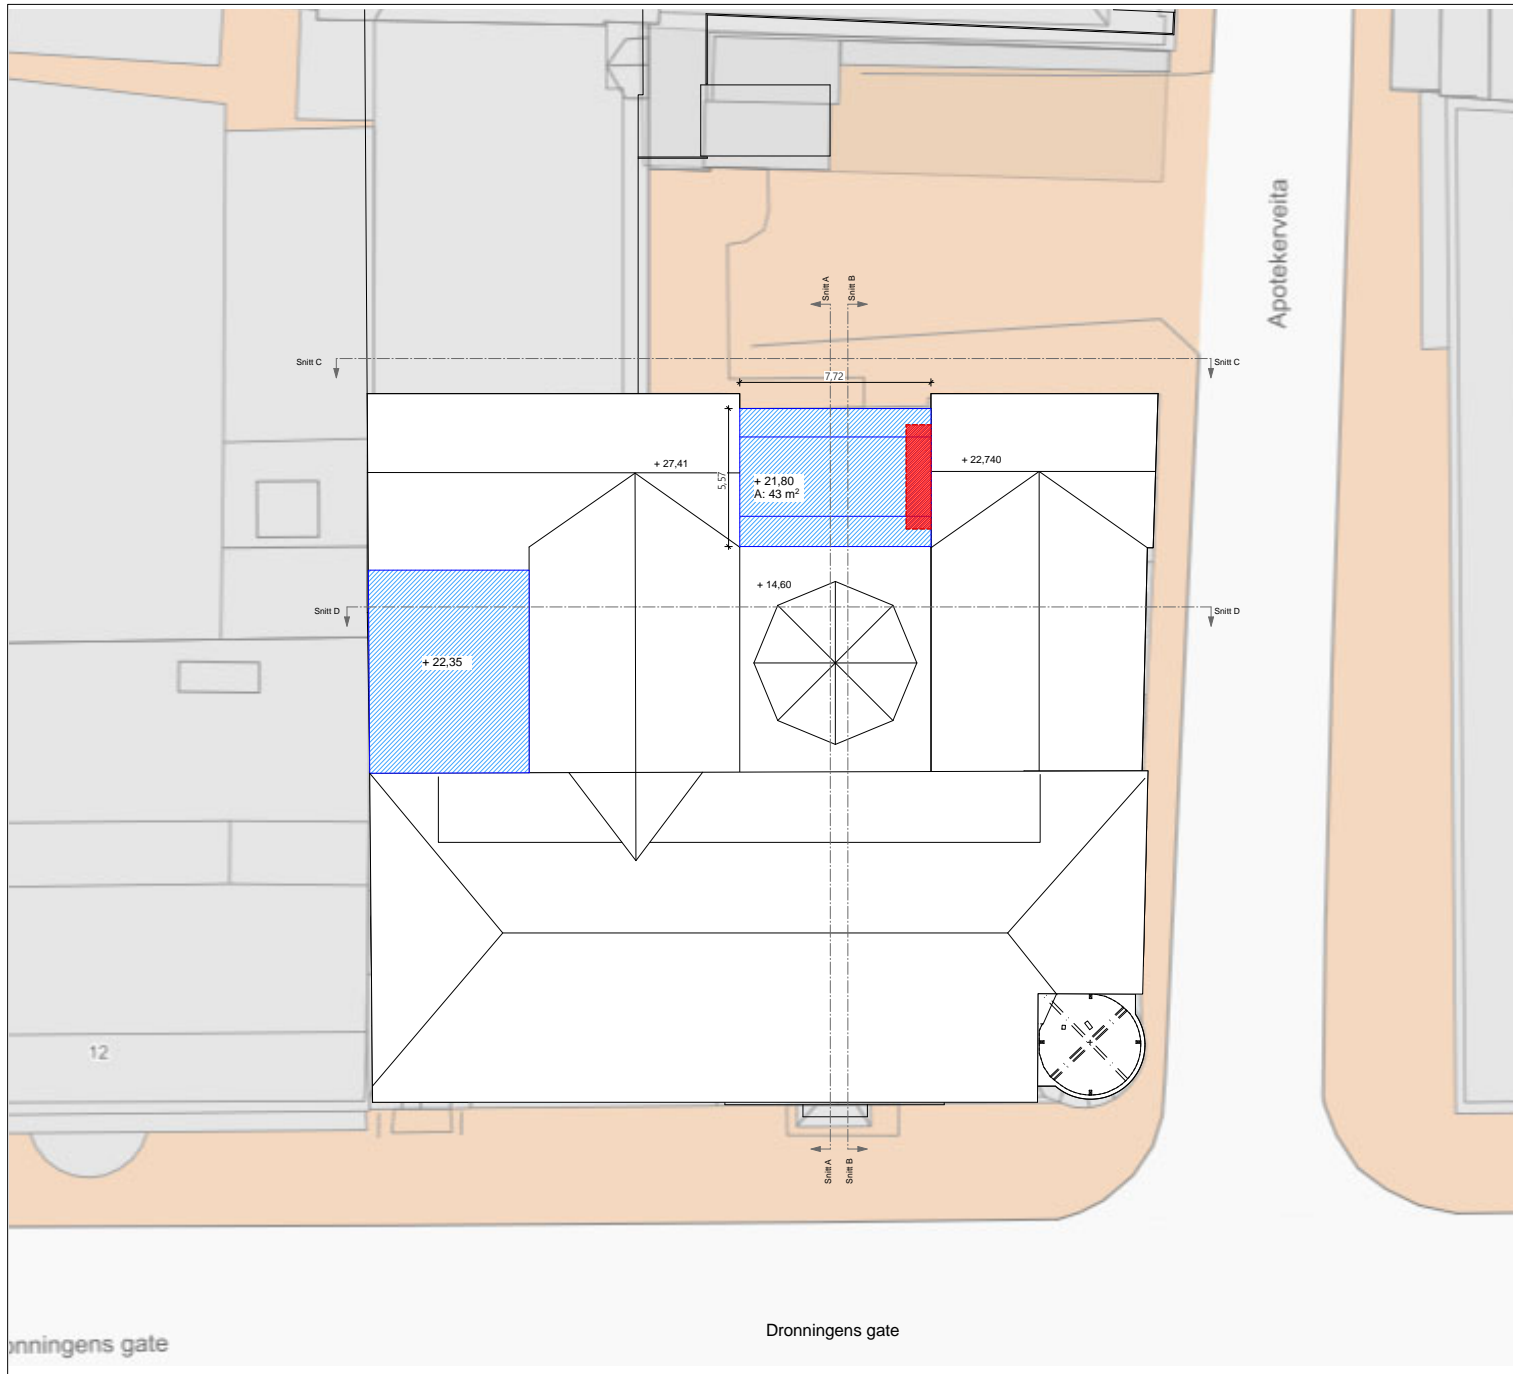 Apotekerveita
Snitt A
Snitt B
Snitt C
Snitt C
7,72
+ 27,41
+ 22,740
5,57
+ 21,80
A: 43 m²
+ 14,60
Snitt D
Snitt D
+ 22,35
12
Snitt A
Snitt B
Dronningens gate
onningens gate